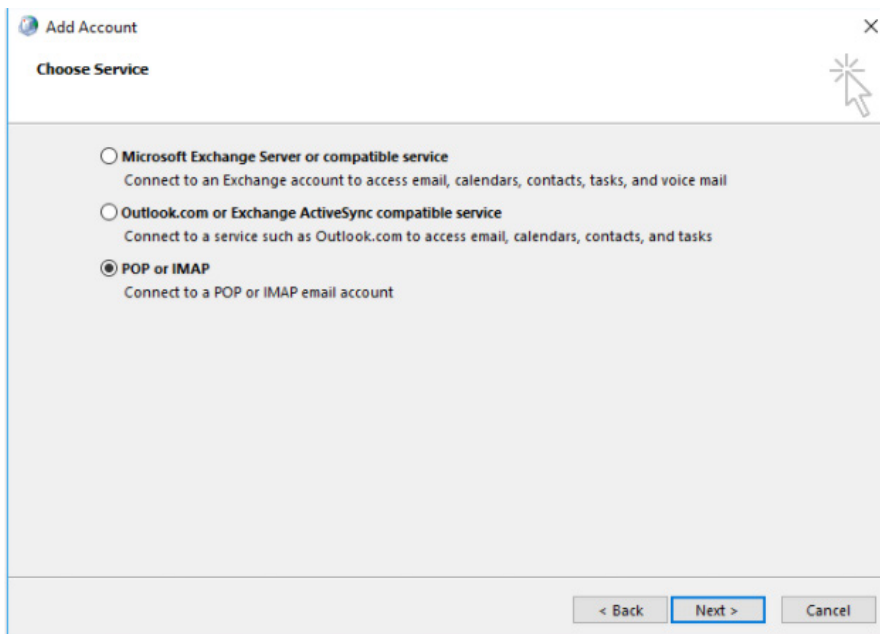 Add Account
Choose Service
Microsoft Exchange Server or compatible service
Connect to an Exchange account to access email, calendars, contacts, tasks, and voice mail
Outlook.com or Exchange ActiveSync compatible service
Connect to a service such as Outlook.com to access email, calendars, contacts, and tasks
POP or IMAP
Connect to a POP or IMAP email account
< Back Next > Cancel